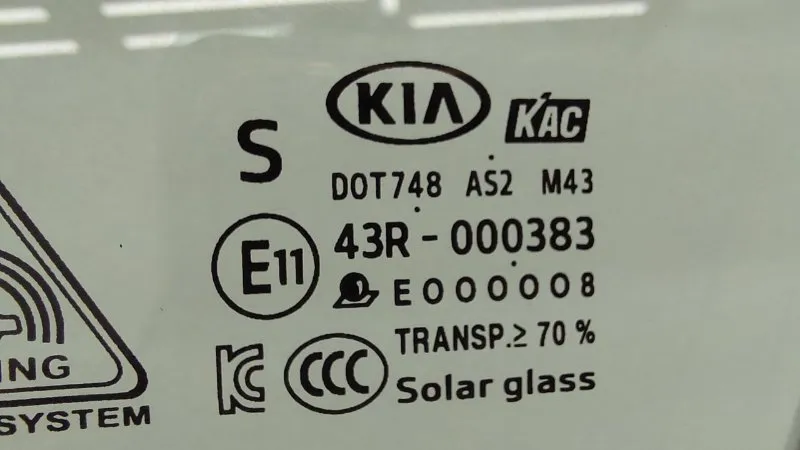 KIA
KAC
S
DOT748 AS2 M43
E11
43R - 000383
E000008
TRANSP.≥ 70 %
CCC
Solar glass
NG
SYSTEM